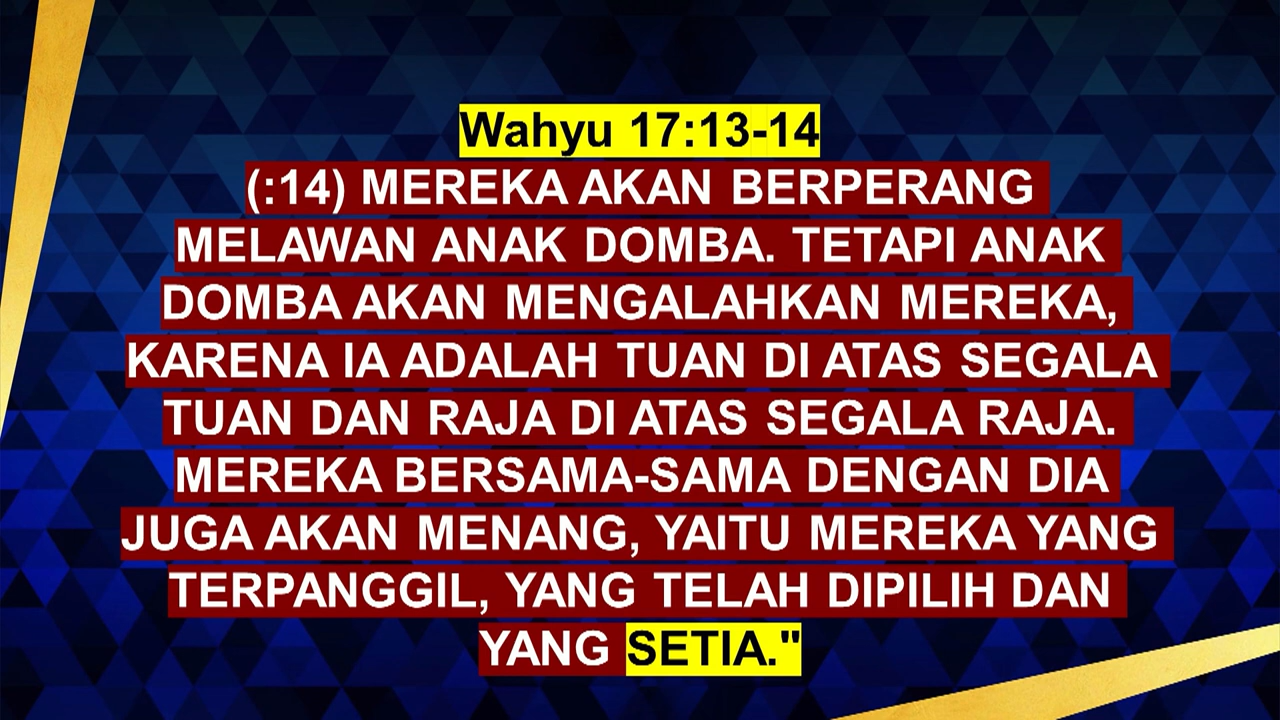 Wahyu 17:13-14
(:14) MEREKA AKAN BERPERANG
MELAWAN ANAK DOMBA. TETAPI ANAK
DOMBA AKAN MENGALAHKAN MEREKA,
KARENA IA ADALAH TUAN DI ATAS SEGALA
TUAN DAN RAJA DI ATAS SEGALA RAJA.
MEREKA BERSAMA-SAMA DENGAN DIA
JUGA AKAN MENANG, YAITU MEREKA YANG
TERPANGGIL, YANG TELAH DIPILIH DAN
YANG SETIA."